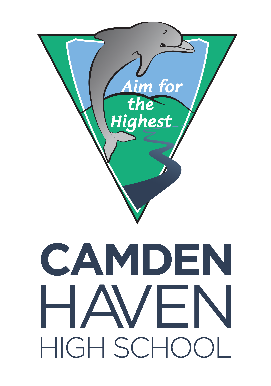 Aim for
the
Highest
CAMDEN
HAVEN
HIGH SCHOOL